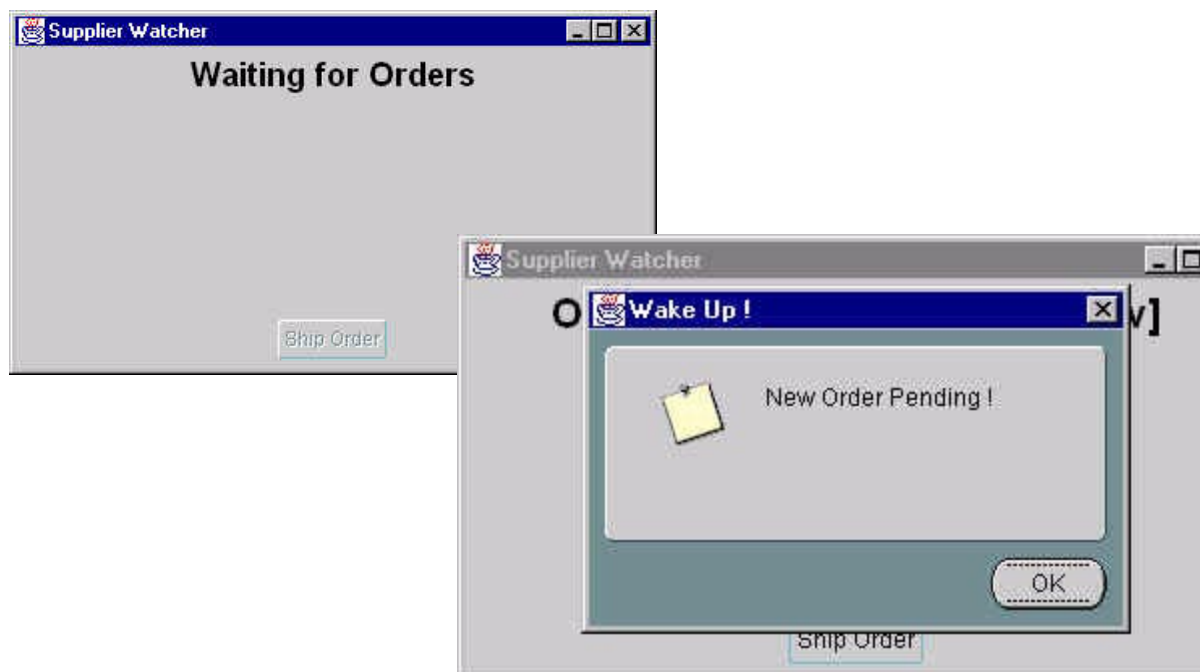 Supplier Watcher
Waiting for Orders
Ship Order
Supplier Watcher
O
v]
Wake Up !
New Order Pending !
OK
Ship Order